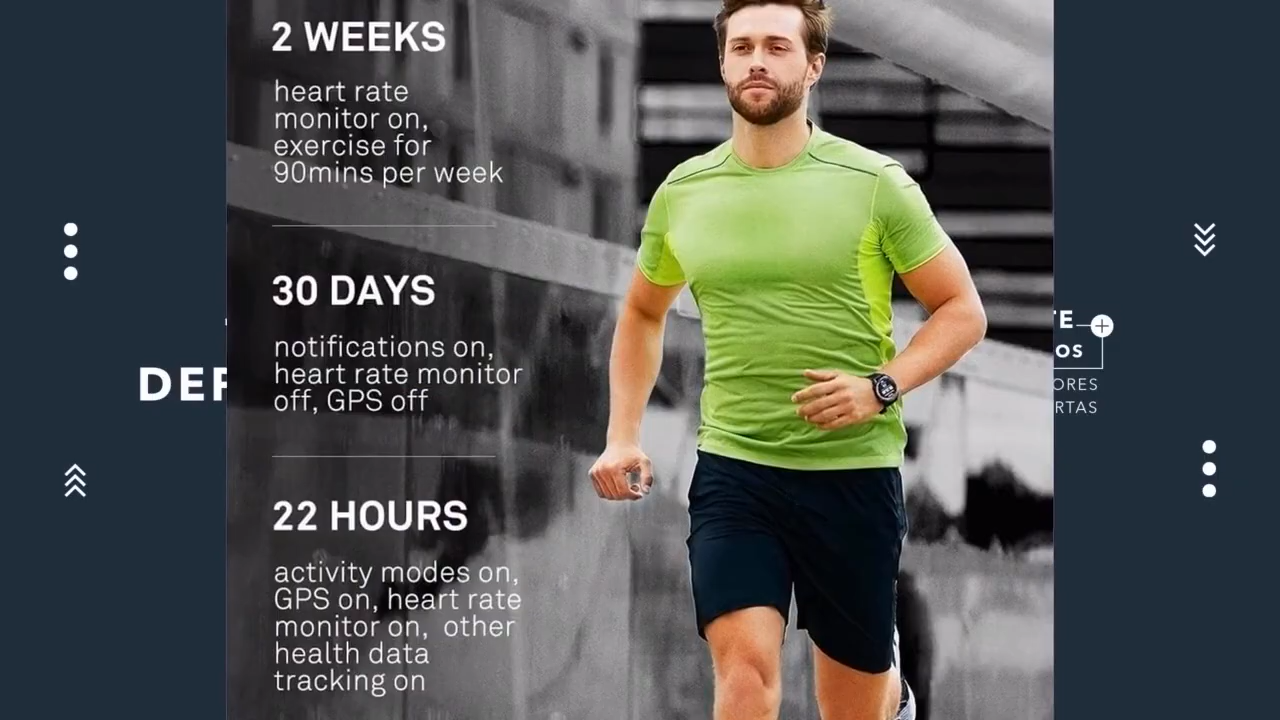 2 WEEKS
heart rate
monitor on,
exercise for
90mins per week
30 DAYS
notifications on,
heart rate monitor
off, GPS off
22 HOURS
activity modes on,
GPS on, heart rate
monitor on,  other
health data
tracking on